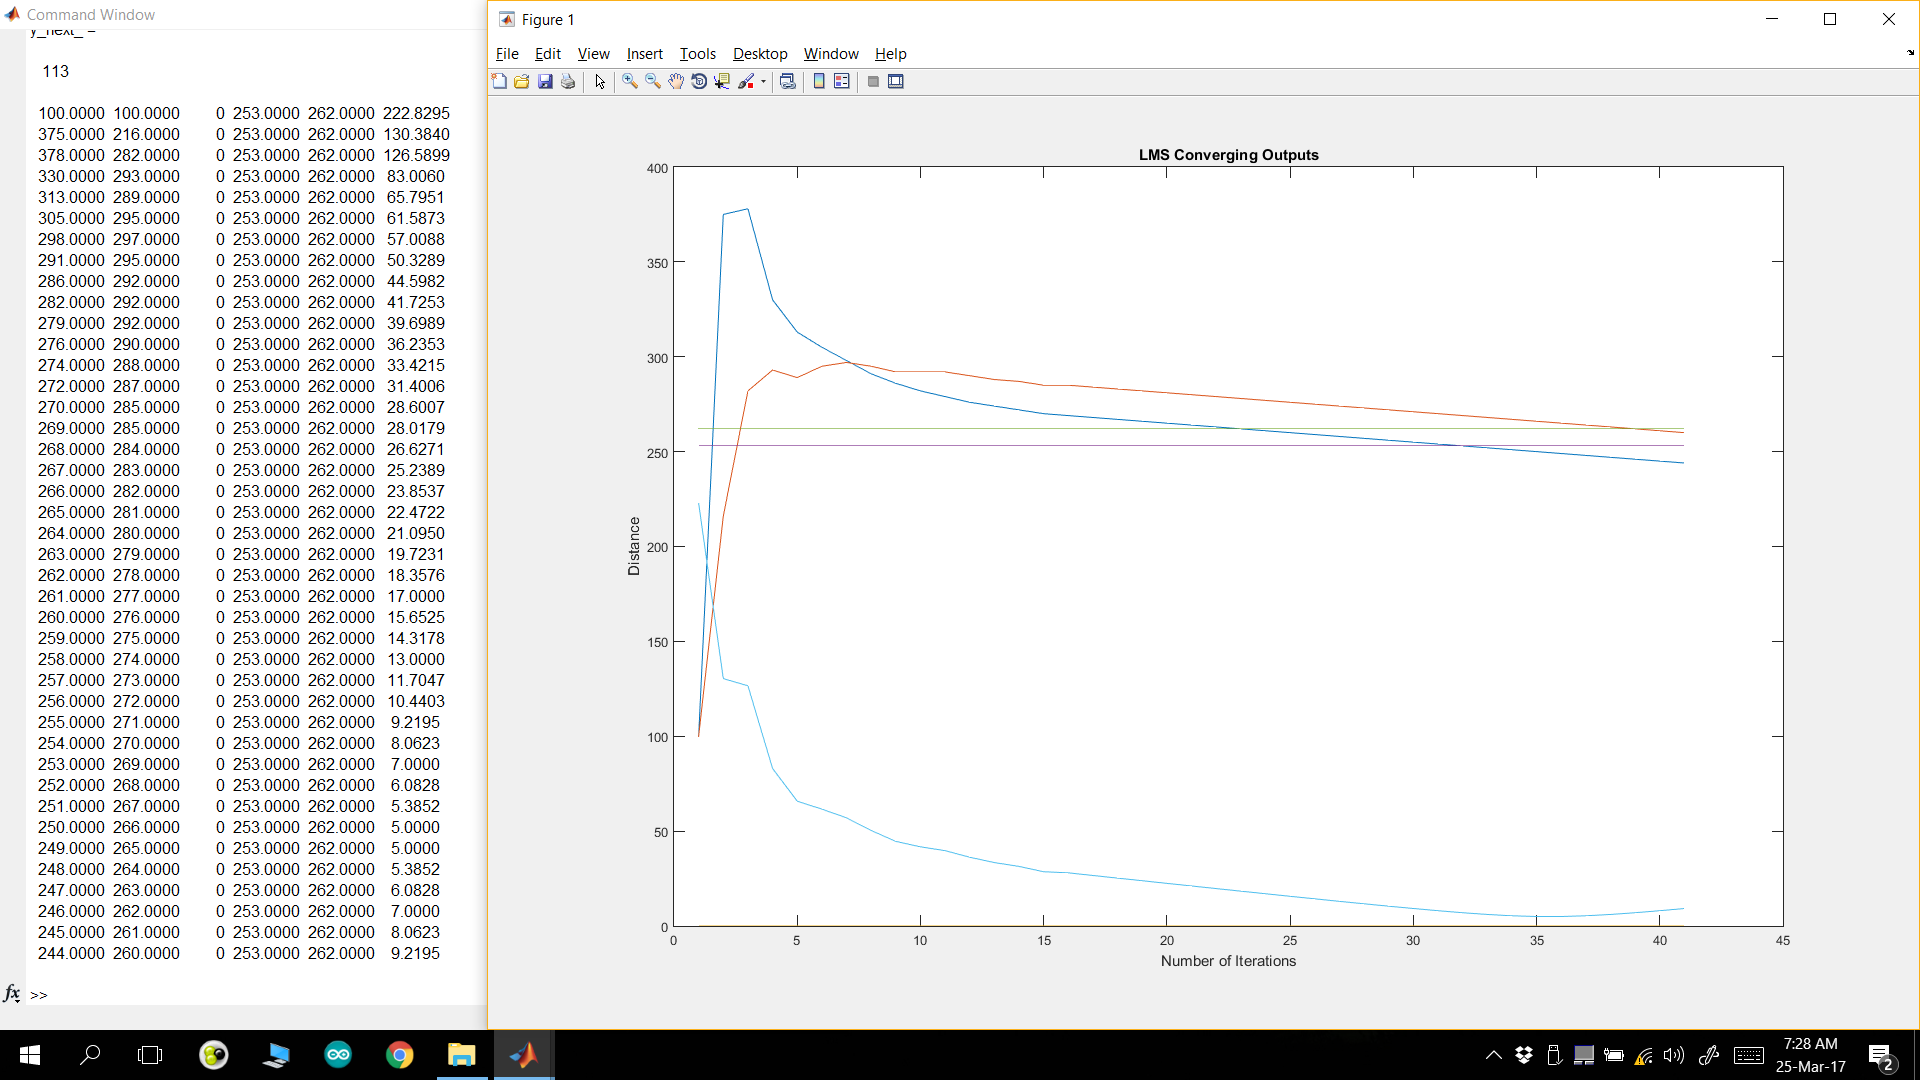 Command Window
y_next_ =
113
100.0000 100.0000 0 253.0000 262.0000 222.8295
375.0000 216.0000 0 253.0000 262.0000 130.3840
378.0000 282.0000 0 253.0000 262.0000 126.5899
330.0000 293.0000 0 253.0000 262.0000 83.0060
313.0000 289.0000 0 253.0000 262.0000 65.7951
305.0000 295.0000 0 253.0000 262.0000 61.5873
298.0000 297.0000 0 253.0000 262.0000 57.0088
291.0000 295.0000 0 253.0000 262.0000 50.3289
286.0000 292.0000 0 253.0000 262.0000 44.5982
282.0000 292.0000 0 253.0000 262.0000 41.7253
279.0000 292.0000 0 253.0000 262.0000 39.6989
276.0000 290.0000 0 253.0000 262.0000 36.2353
274.0000 288.0000 0 253.0000 262.0000 33.4215
272.0000 287.0000 0 253.0000 262.0000 31.4006
270.0000 285.0000 0 253.0000 262.0000 28.6007
269.0000 285.0000 0 253.0000 262.0000 28.0179
268.0000 284.0000 0 253.0000 262.0000 26.6271
267.0000 283.0000 0 253.0000 262.0000 25.2389
266.0000 282.0000 0 253.0000 262.0000 23.8537
265.0000 281.0000 0 253.0000 262.0000 22.4722
264.0000 280.0000 0 253.0000 262.0000 21.0950
263.0000 279.0000 0 253.0000 262.0000 19.7231
262.0000 278.0000 0 253.0000 262.0000 18.3576
261.0000 277.0000 0 253.0000 262.0000 17.0000
260.0000 276.0000 0 253.0000 262.0000 15.6525
259.0000 275.0000 0 253.0000 262.0000 14.3178
258.0000 274.0000 0 253.0000 262.0000 13.0000
257.0000 273.0000 0 253.0000 262.0000 11.7047
256.0000 272.0000 0 253.0000 262.0000 10.4403
255.0000 271.0000 0 253.0000 262.0000 9.2195
254.0000 270.0000 0 253.0000 262.0000 8.0623
253.0000 269.0000 0 253.0000 262.0000 7.0000
252.0000 268.0000 0 253.0000 262.0000 6.0828
251.0000 267.0000 0 253.0000 262.0000 5.3852
250.0000 266.0000 0 253.0000 262.0000 5.0000
249.0000 265.0000 0 253.0000 262.0000 5.0000
248.0000 264.0000 0 253.0000 262.0000 5.3852
247.0000 263.0000 0 253.0000 262.0000 6.0828
246.0000 262.0000 0 253.0000 262.0000 7.0000
245.0000 261.0000 0 253.0000 262.0000 8.0623
244.0000 260.0000 0 253.0000 262.0000 9.2195
fx >>
Figure 1
File Edit View Insert Tools Desktop Window Help
LMS Converging Outputs
400
350
300
250
200
150
100
50
0
Distance
0 5 10 15 20 25 30 35 40 45
Number of Iterations
7:28 AM
25-Mar-17
2